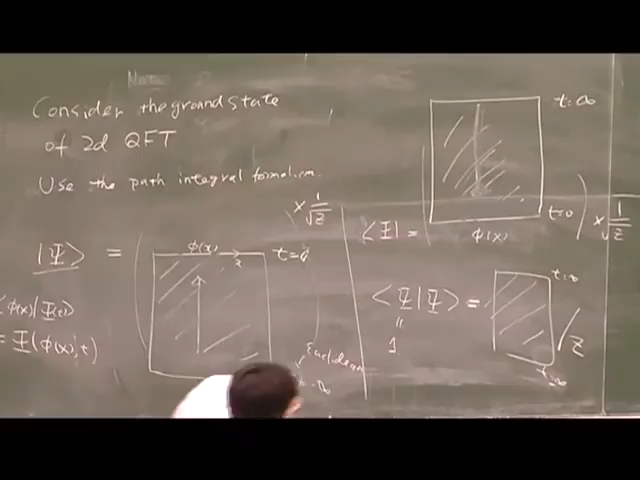 Consider the ground state
of 2d QFT
Use the path integral formalism.
× 1/√Z
|Ψ⟩ =
φ(x)
x
t=0
⟨φ(x)|Ψ(t)⟩
= Ψ(φ(x),t)
Euclidean
t=∞
t=0
φ(x)
⟨Ψ| =
× 1/√Z
⟨Ψ|Ψ⟩ =
"
1
t=∞
/ Z